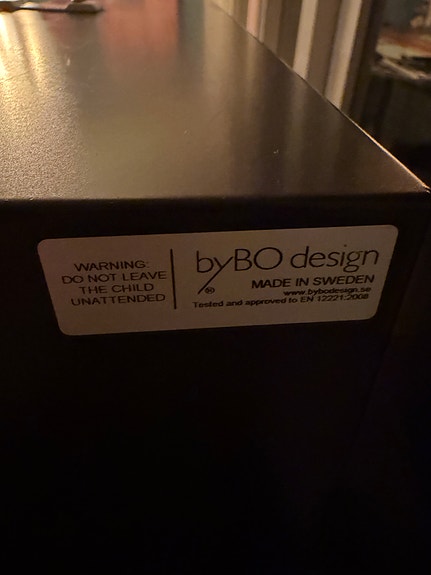 WARNING:
DO NOT LEAVE
THE CHILD
UNATTENDED
byBO design
®
MADE IN SWEDEN
www.bybodesign.se
Tested and approved to EN 12221:2008